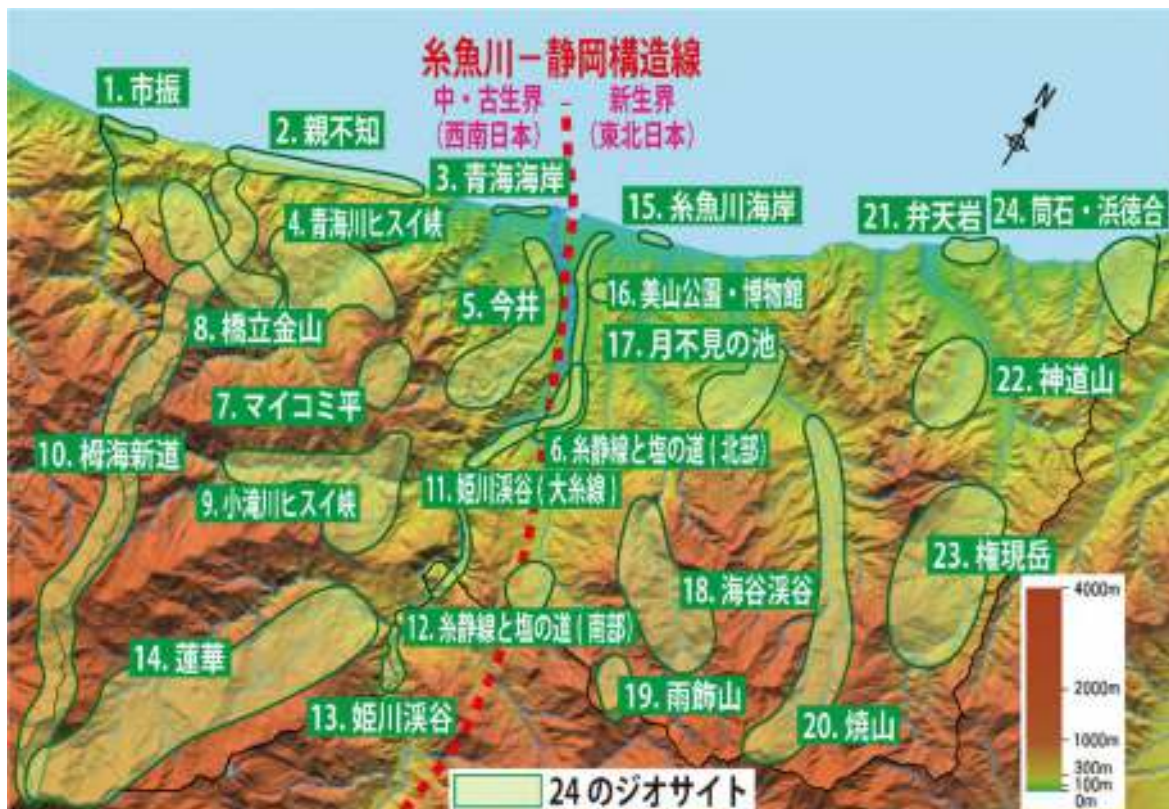 糸魚川－静岡構造線
中・古生界
(西南日本)
－
新生界
(東北日本)
N
1. 市振
2. 親不知
3. 青海海岸
4. 青海川ヒスイ峡
5. 今井
15. 糸魚川海岸
21. 弁天岩
24. 筒石・浜徳合
16. 美山公園・博物館
17. 月不見の池
8. 橋立金山
7. マイコミ平
22. 神道山
10. 栂海新道
6. 糸静線と塩の道 ( 北部 )
11. 姫川渓谷 ( 大糸線 )
9. 小滝川ヒスイ峡
23. 権現岳
18. 海谷渓谷
12. 糸静線と塩の道 ( 南部 )
14. 蓮華
13. 姫川渓谷
19. 雨飾山
20. 焼山
4000m
2000m
1000m
300m
100m
0m
24 のジオサイト